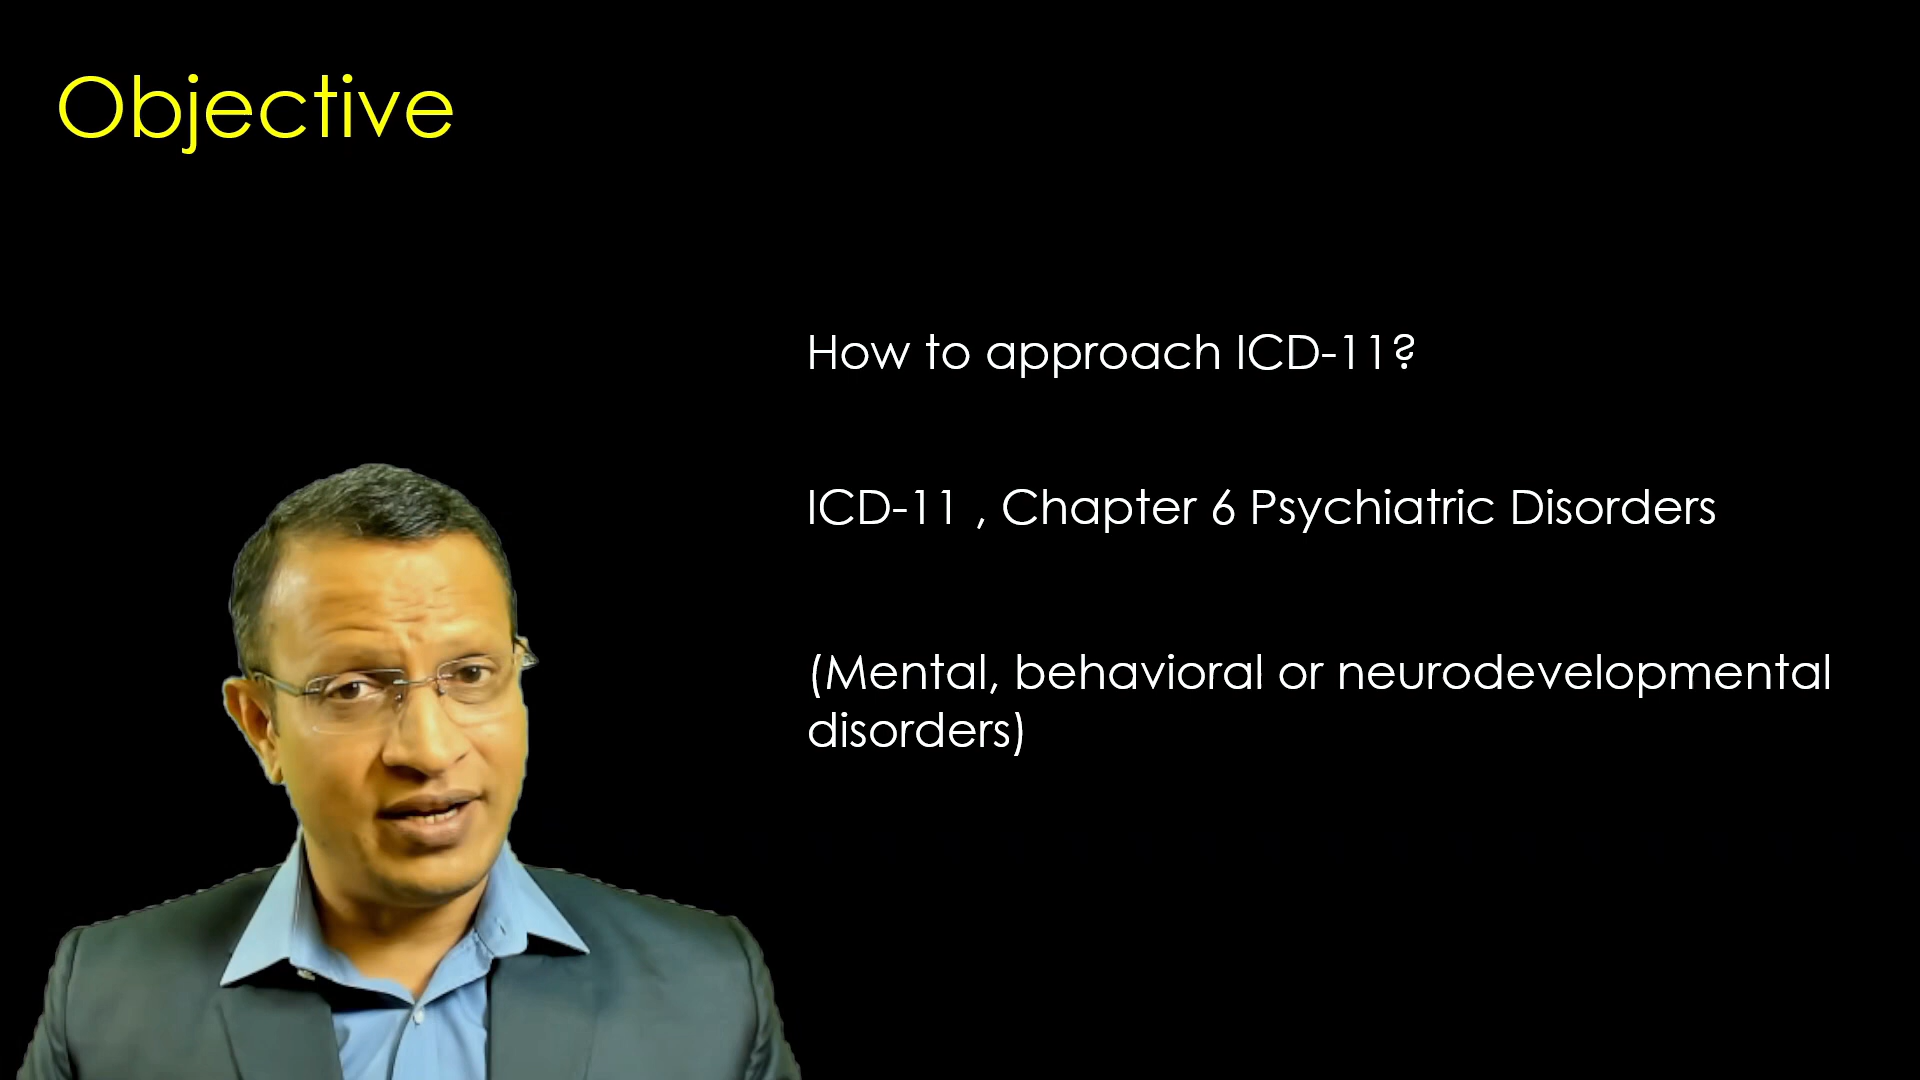 Objective
How to approach ICD-11?
ICD-11 , Chapter 6 Psychiatric Disorders
(Mental, behavioral or neurodevelopmental
disorders)